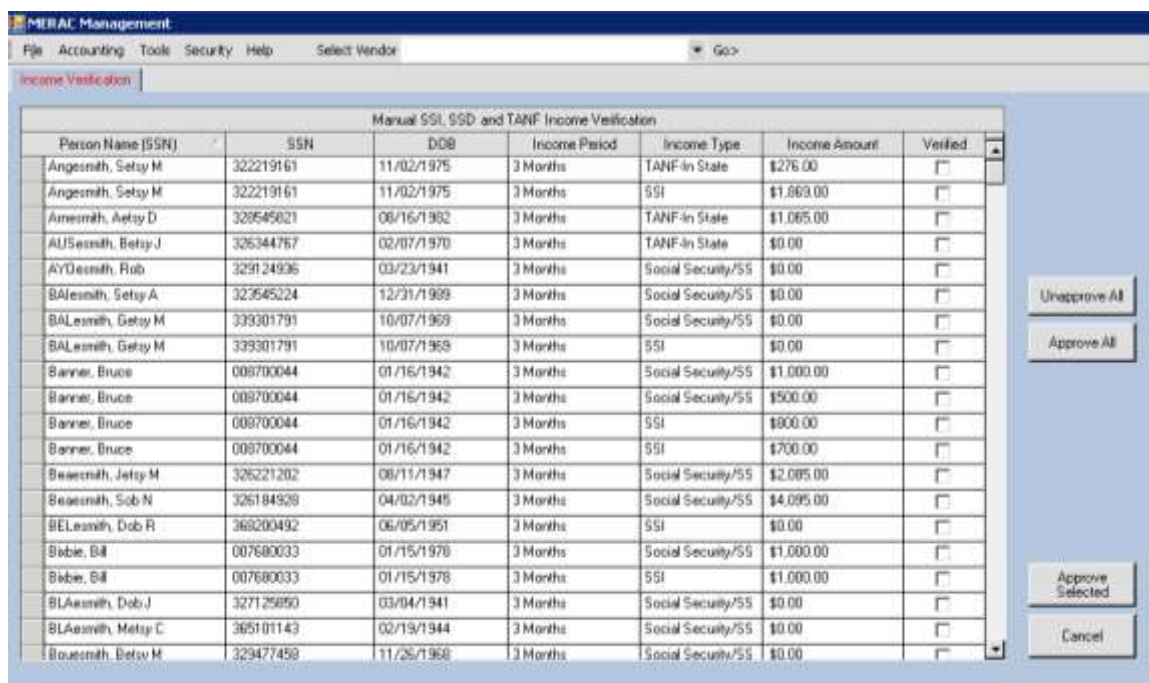 MERAC Management
File Accounting Tools Security Help Select Vendor Go>
Income Verification
Manual SSI, SSD and TANF Income Verification
Person Name (SSN) SSN DOB Income Period Income Type Income Amount Verified
Angesmith, Setsy M 322219161 11/02/1975 3 Months TANF-In State $276.00
Angesmith, Setsy M 322219161 11/02/1975 3 Months SSI $1,869.00
Amesmith, Aetsy D 328545821 08/16/1982 3 Months TANF-In State $1,065.00
AUSesmith, Betsy J 326344767 02/07/1970 3 Months TANF-In State $0.00
AYDesmith, Rob 329124936 03/23/1941 3 Months Social Security/SS $0.00
BAIesmith, Setsy A 323545224 12/31/1989 3 Months Social Security/SS $0.00
BALesmith, Getsy M 339301791 10/07/1969 3 Months Social Security/SS $0.00
BALesmith, Getsy M 339301791 10/07/1969 3 Months SSI $0.00
Banner, Bruce 008700044 01/16/1942 3 Months Social Security/SS $1,000.00
Banner, Bruce 008700044 01/16/1942 3 Months Social Security/SS $500.00
Banner, Bruce 008700044 01/16/1942 3 Months SSI $800.00
Banner, Bruce 008700044 01/16/1942 3 Months SSI $700.00
Beaesmith, Jetsy M 326221202 08/11/1947 3 Months Social Security/SS $2,085.00
Beaesmith, Sob N 326184928 04/02/1945 3 Months Social Security/SS $4,095.00
BELesmith, Dob R 368200492 06/05/1951 3 Months SSI $0.00
Bisbie, Bill 007680033 01/15/1978 3 Months Social Security/SS $1,000.00
Bisbie, Bill 007680033 01/15/1978 3 Months SSI $1,000.00
BLAesmith, Dob J 327125850 03/04/1941 3 Months Social Security/SS $0.00
BLAesmith, Metsy C 365101143 02/19/1944 3 Months Social Security/SS $0.00
Bouesmith, Betsy M 329477458 11/26/1968 3 Months Social Security/SS $0.00
Unapprove All
Approve All
Approve
Selected
Cancel